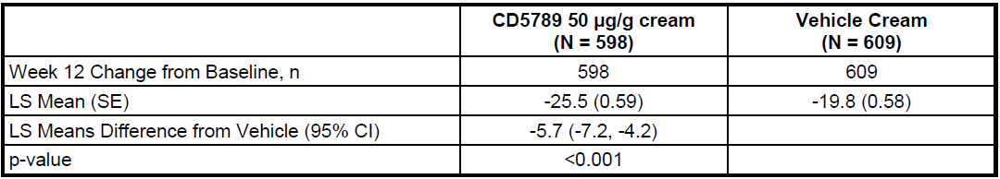 CD5789 50 µg/g cream Vehicle Cream
(N = 598) (N = 609)
Week 12 Change from Baseline, n 598 609
LS Mean (SE) -25.5 (0.59) -19.8 (0.58)
LS Means Difference from Vehicle (95% CI) -5.7 (-7.2, -4.2)
p-value <0.001